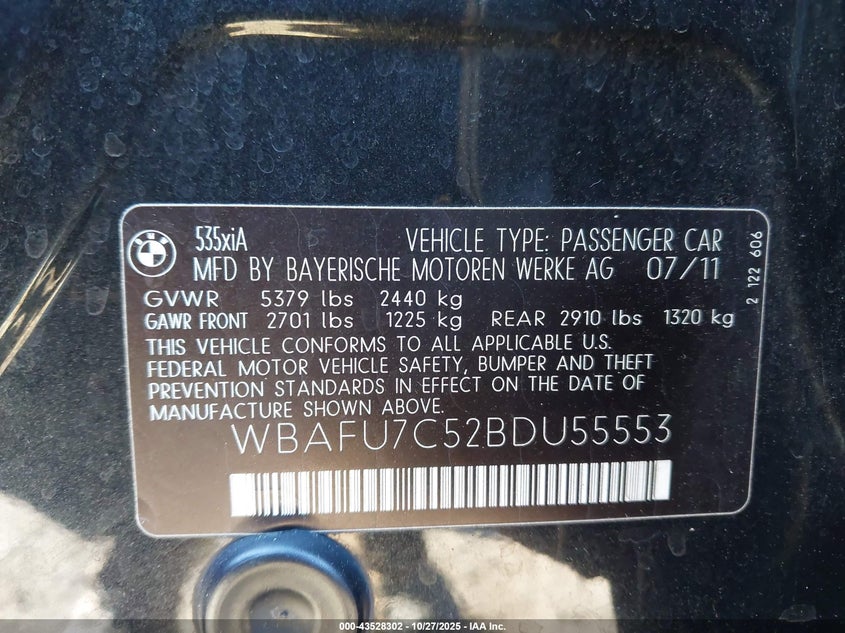 BMW
535xiA VEHICLE TYPE: PASSENGER CAR
MFD BY BAYERISCHE MOTOREN WERKE AG 07/11
GVWR 5379 lbs 2440 kg
GAWR FRONT 2701 lbs 1225 kg REAR 2910 lbs 1320 kg
THIS VEHICLE CONFORMS TO ALL APPLICABLE U.S.
FEDERAL MOTOR VEHICLE SAFETY, BUMPER AND THEFT
PREVENTION STANDARDS IN EFFECT ON THE DATE OF
MANUFACTURE SHOWN ABOVE.
WBAFU7C52BDU55553
2 122 606
000-43528302 - 10/27/2025 - IAA Inc.